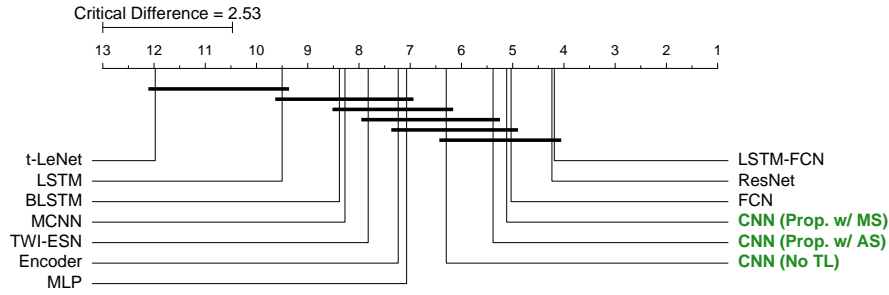 Critical Difference = 2.53
13 12 11 10 9 8 7 6 5 4 3 2 1
t-LeNet
LSTM
BLSTM
MCNN
TWI-ESN
Encoder
MLP
LSTM-FCN
ResNet
FCN
CNN (Prop. w/ MS)
CNN (Prop. w/ AS)
CNN (No TL)